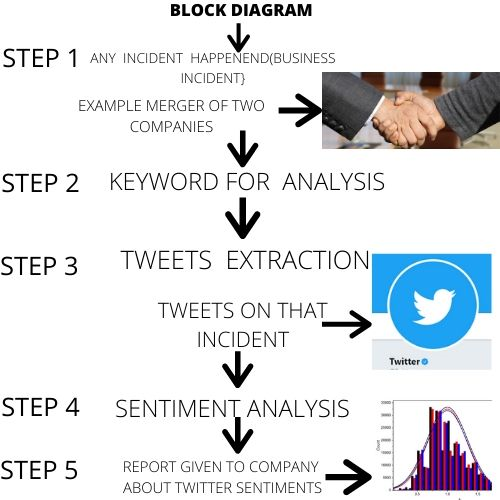 BLOCK DIAGRAM
STEP 1
ANY INCIDENT HAPPENEND(BUSINESS
INCIDENT}
EXAMPLE MERGER OF TWO
COMPANIES
STEP 2
KEYWORD FOR ANALYSIS
STEP 3
TWEETS EXTRACTION
TWEETS ON THAT
INCIDENT
Twitter
STEP 4
SENTIMENT ANALYSIS
STEP 5
REPORT GIVEN TO COMPANY
ABOUT TWITTER SENTIMENTS